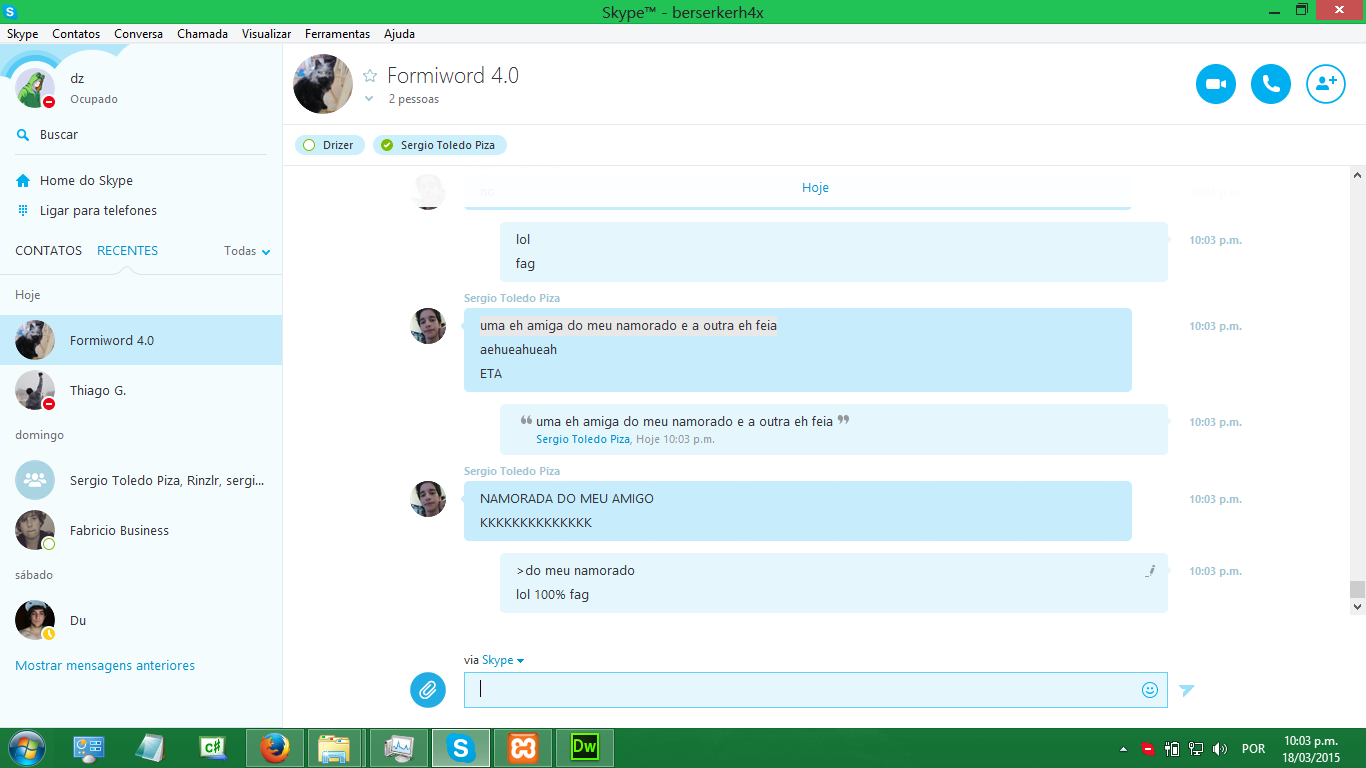 Skype™ - berserkerh4x
Skype Contatos Conversa Chamada Visualizar Ferramentas Ajuda
dz
Ocupado
Buscar
Home do Skype
Ligar para telefones
CONTATOS RECENTES Todas
Hoje
Formiword 4.0
Thiago G.
domingo
Sergio Toledo Piza, Rinzlr, sergi...
Fabricio Business
sábado
Du
Mostrar mensagens anteriores
Formiword 4.0
2 pessoas
Drizer Sergio Toledo Piza
Hoje
lol 10:03 p.m.
fag
Sergio Toledo Piza
uma eh amiga do meu namorado e a outra eh feia 10:03 p.m.
aehueahueah
ETA
❝ uma eh amiga do meu namorado e a outra eh feia ❞ 10:03 p.m.
Sergio Toledo Piza, Hoje 10:03 p.m.
Sergio Toledo Piza
NAMORADA DO MEU AMIGO 10:03 p.m.
KKKKKKKKKKKKKK
>do meu namorado 10:03 p.m.
lol 100% fag
via Skype
C# Dw POR 10:03 p.m.
18/03/2015